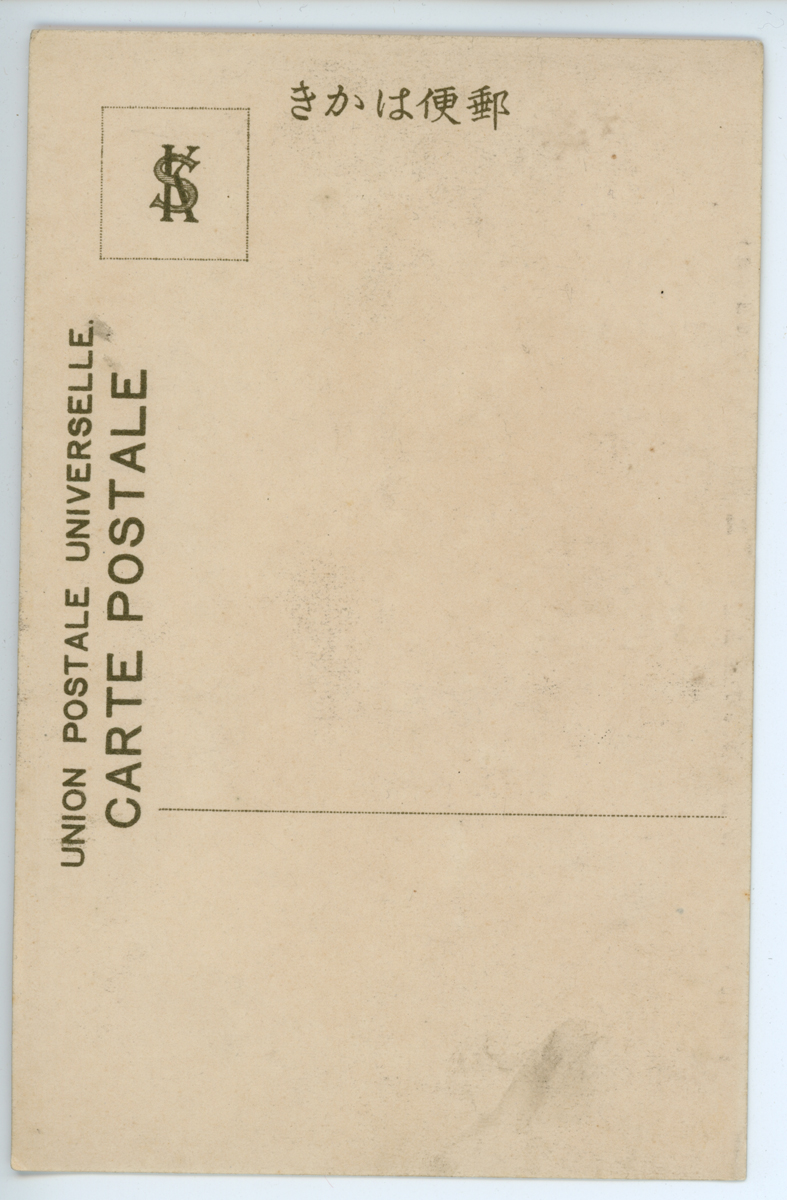 きかは便郵
SK
UNION POSTALE UNIVERSELLE.
CARTE POSTALE